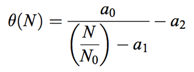 θ(N) = a₀ / ((N/N₀) − a₁) − a₂